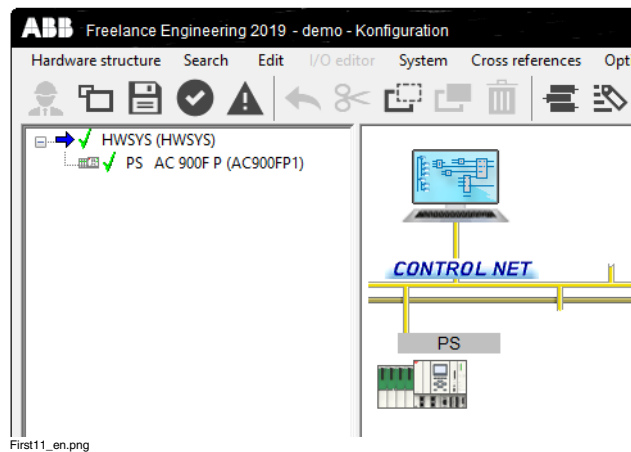 ABB Freelance Engineering 2019 - demo - Konfiguration
Hardware structure Search Edit I/O editor System Cross references Opti
HWSYS (HWSYS)
PS AC 900F P (AC900FP1)
CONTROL NET
PS
First11_en.png